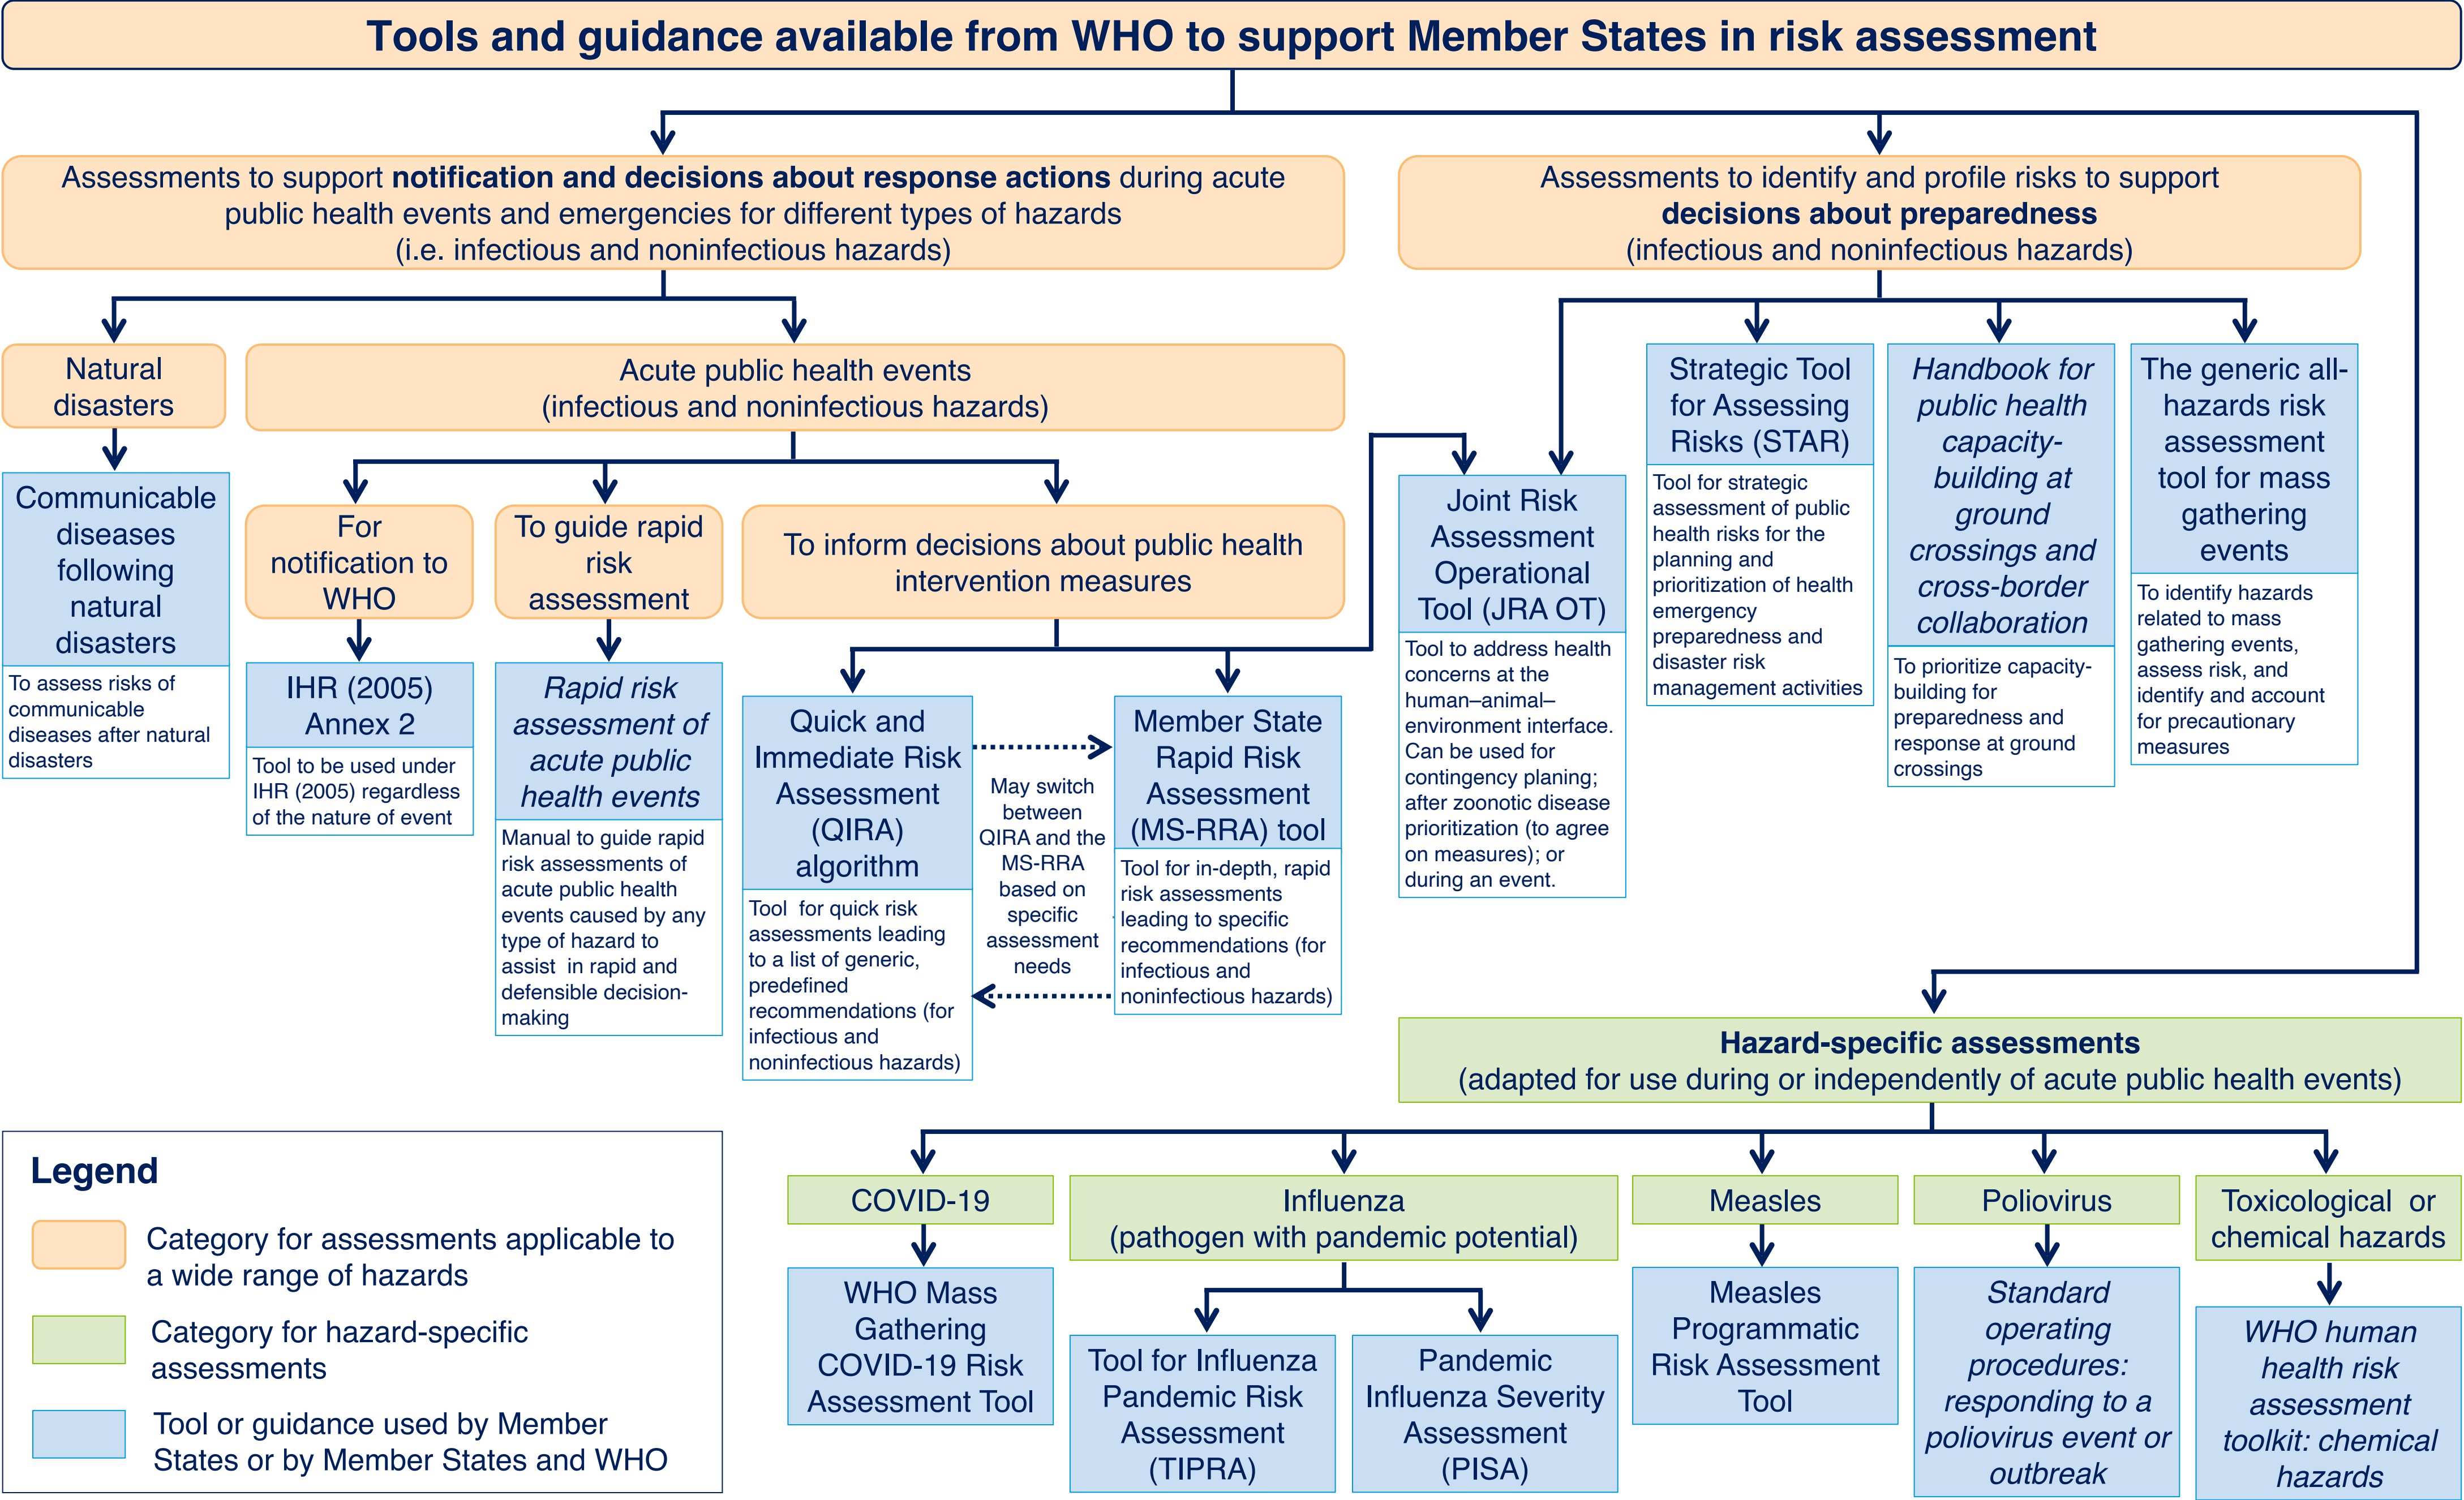 Tools and guidance available from WHO to support Member States in risk assessment
Assessments to support notification and decisions about response actions during acute
public health events and emergencies for different types of hazards
(i.e. infectious and noninfectious hazards)
Assessments to identify and profile risks to support
decisions about preparedness
(infectious and noninfectious hazards)
Natural
disasters
Acute public health events
(infectious and noninfectious hazards)
Communicable
diseases
following
natural
disasters
To assess risks of
communicable
diseases after natural
disasters
For
notification to
WHO
IHR (2005)
Annex 2
Tool to be used under
IHR (2005) regardless
of the nature of event
To guide rapid
risk
assessment
Rapid risk
assessment of
acute public
health events
Manual to guide rapid
risk assessments of
acute public health
events caused by any
type of hazard to
assist  in rapid and
defensible decision-
making
To inform decisions about public health
intervention measures
Quick and
Immediate Risk
Assessment
(QIRA)
algorithm
Tool  for quick risk
assessments leading
to a list of generic,
predefined
recommendations (for
infectious and
noninfectious hazards)
May switch
between
QIRA and the
MS-RRA
based on
specific
assessment
needs
Member State
Rapid Risk
Assessment
(MS-RRA) tool
Tool for in-depth, rapid
risk assessments
leading to specific
recommendations (for
infectious and
noninfectious hazards)
Joint Risk
Assessment
Operational
Tool (JRA OT)
Tool to address health
concerns at the
human–animal–
environment interface.
Can be used for
contingency planing;
after zoonotic disease
prioritization (to agree
on measures); or
during an event.
Strategic Tool
for Assessing
Risks (STAR)
Tool for strategic
assessment of public
health risks for the
planning and
prioritization of health
emergency
preparedness and
disaster risk
management activities
Handbook for
public health
capacity-
building at
ground
crossings and
cross-border
collaboration
To prioritize capacity-
building for
preparedness and
response at ground
crossings
The generic all-
hazards risk
assessment
tool for mass
gathering
events
To identify hazards
related to mass
gathering events,
assess risk, and
identify and account
for precautionary
measures
Hazard-specific assessments
(adapted for use during or independently of acute public health events)
COVID-19
WHO Mass
Gathering
COVID-19 Risk
Assessment Tool
Influenza
(pathogen with pandemic potential)
Tool for Influenza
Pandemic Risk
Assessment
(TIPRA)
Pandemic
Influenza Severity
Assessment
(PISA)
Measles
Measles
Programmatic
Risk Assessment
Tool
Poliovirus
Standard
operating
procedures:
responding to a
poliovirus event or
outbreak
Toxicological  or
chemical hazards
WHO human
health risk
assessment
toolkit: chemical
hazards
Legend
Category for assessments applicable to
a wide range of hazards
Category for hazard-specific
assessments
Tool or guidance used by Member
States or by Member States and WHO